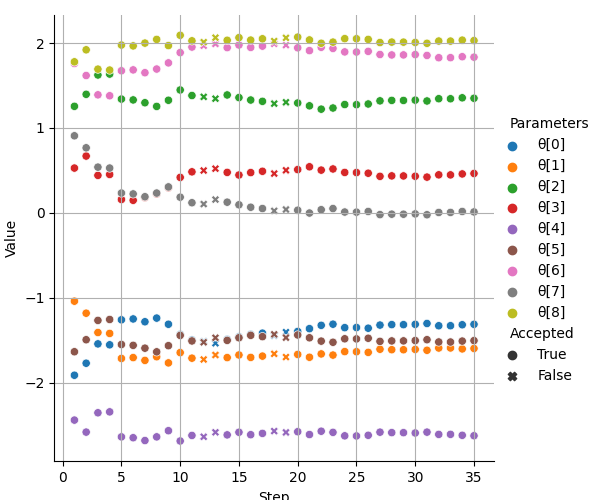 2
1
0
−1
−2
Value
0
5
10
15
20
25
30
35
Step
Parameters
θ[0]
θ[1]
θ[2]
θ[3]
θ[4]
θ[5]
θ[6]
θ[7]
θ[8]
Accepted
True
False